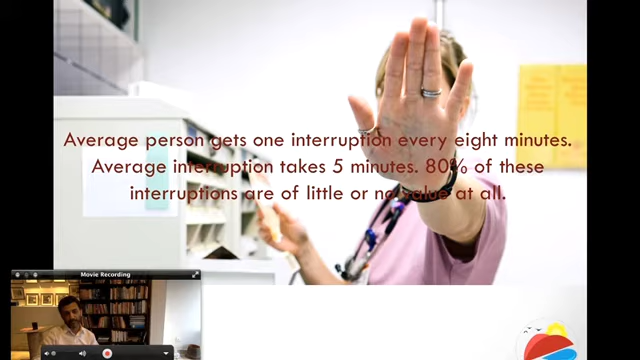 Average person gets one interruption every eight minutes.
Average interruption takes 5 minutes. 80% of these
interruptions are of little or no value at all.
Movie Recording